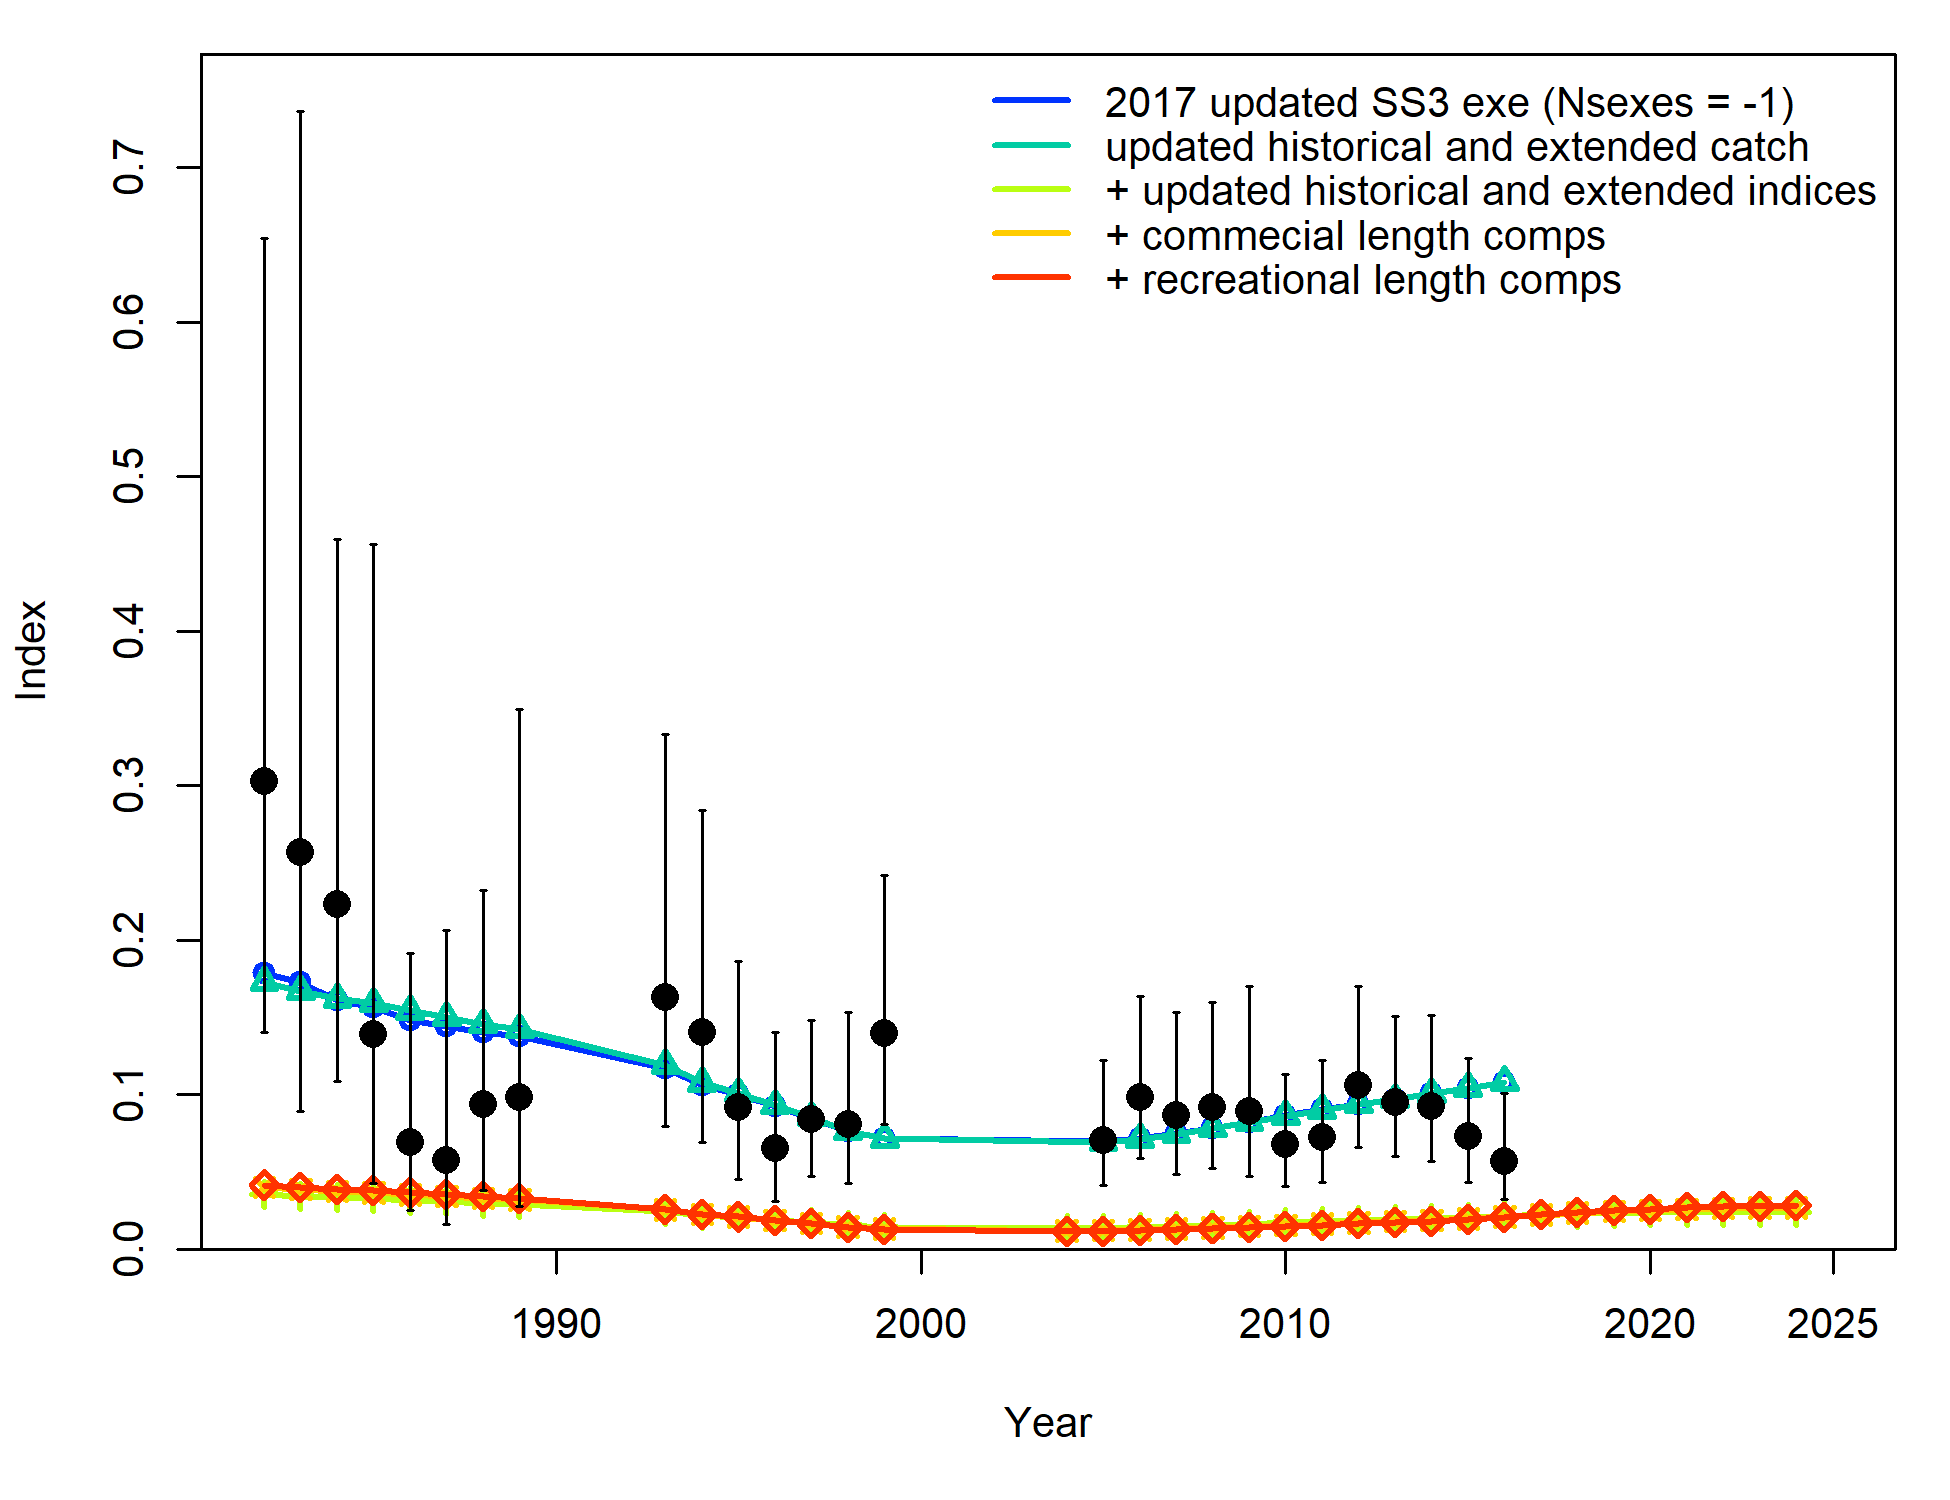 2017 updated SS3 exe (Nsexes = -1)
updated historical and extended catch
+ updated historical and extended indices
+ commecial length comps
+ recreational length comps
0.7
0.6
0.5
0.4
0.3
0.2
0.1
0.0
Index
1990
2000
2010
2020
2025
Year